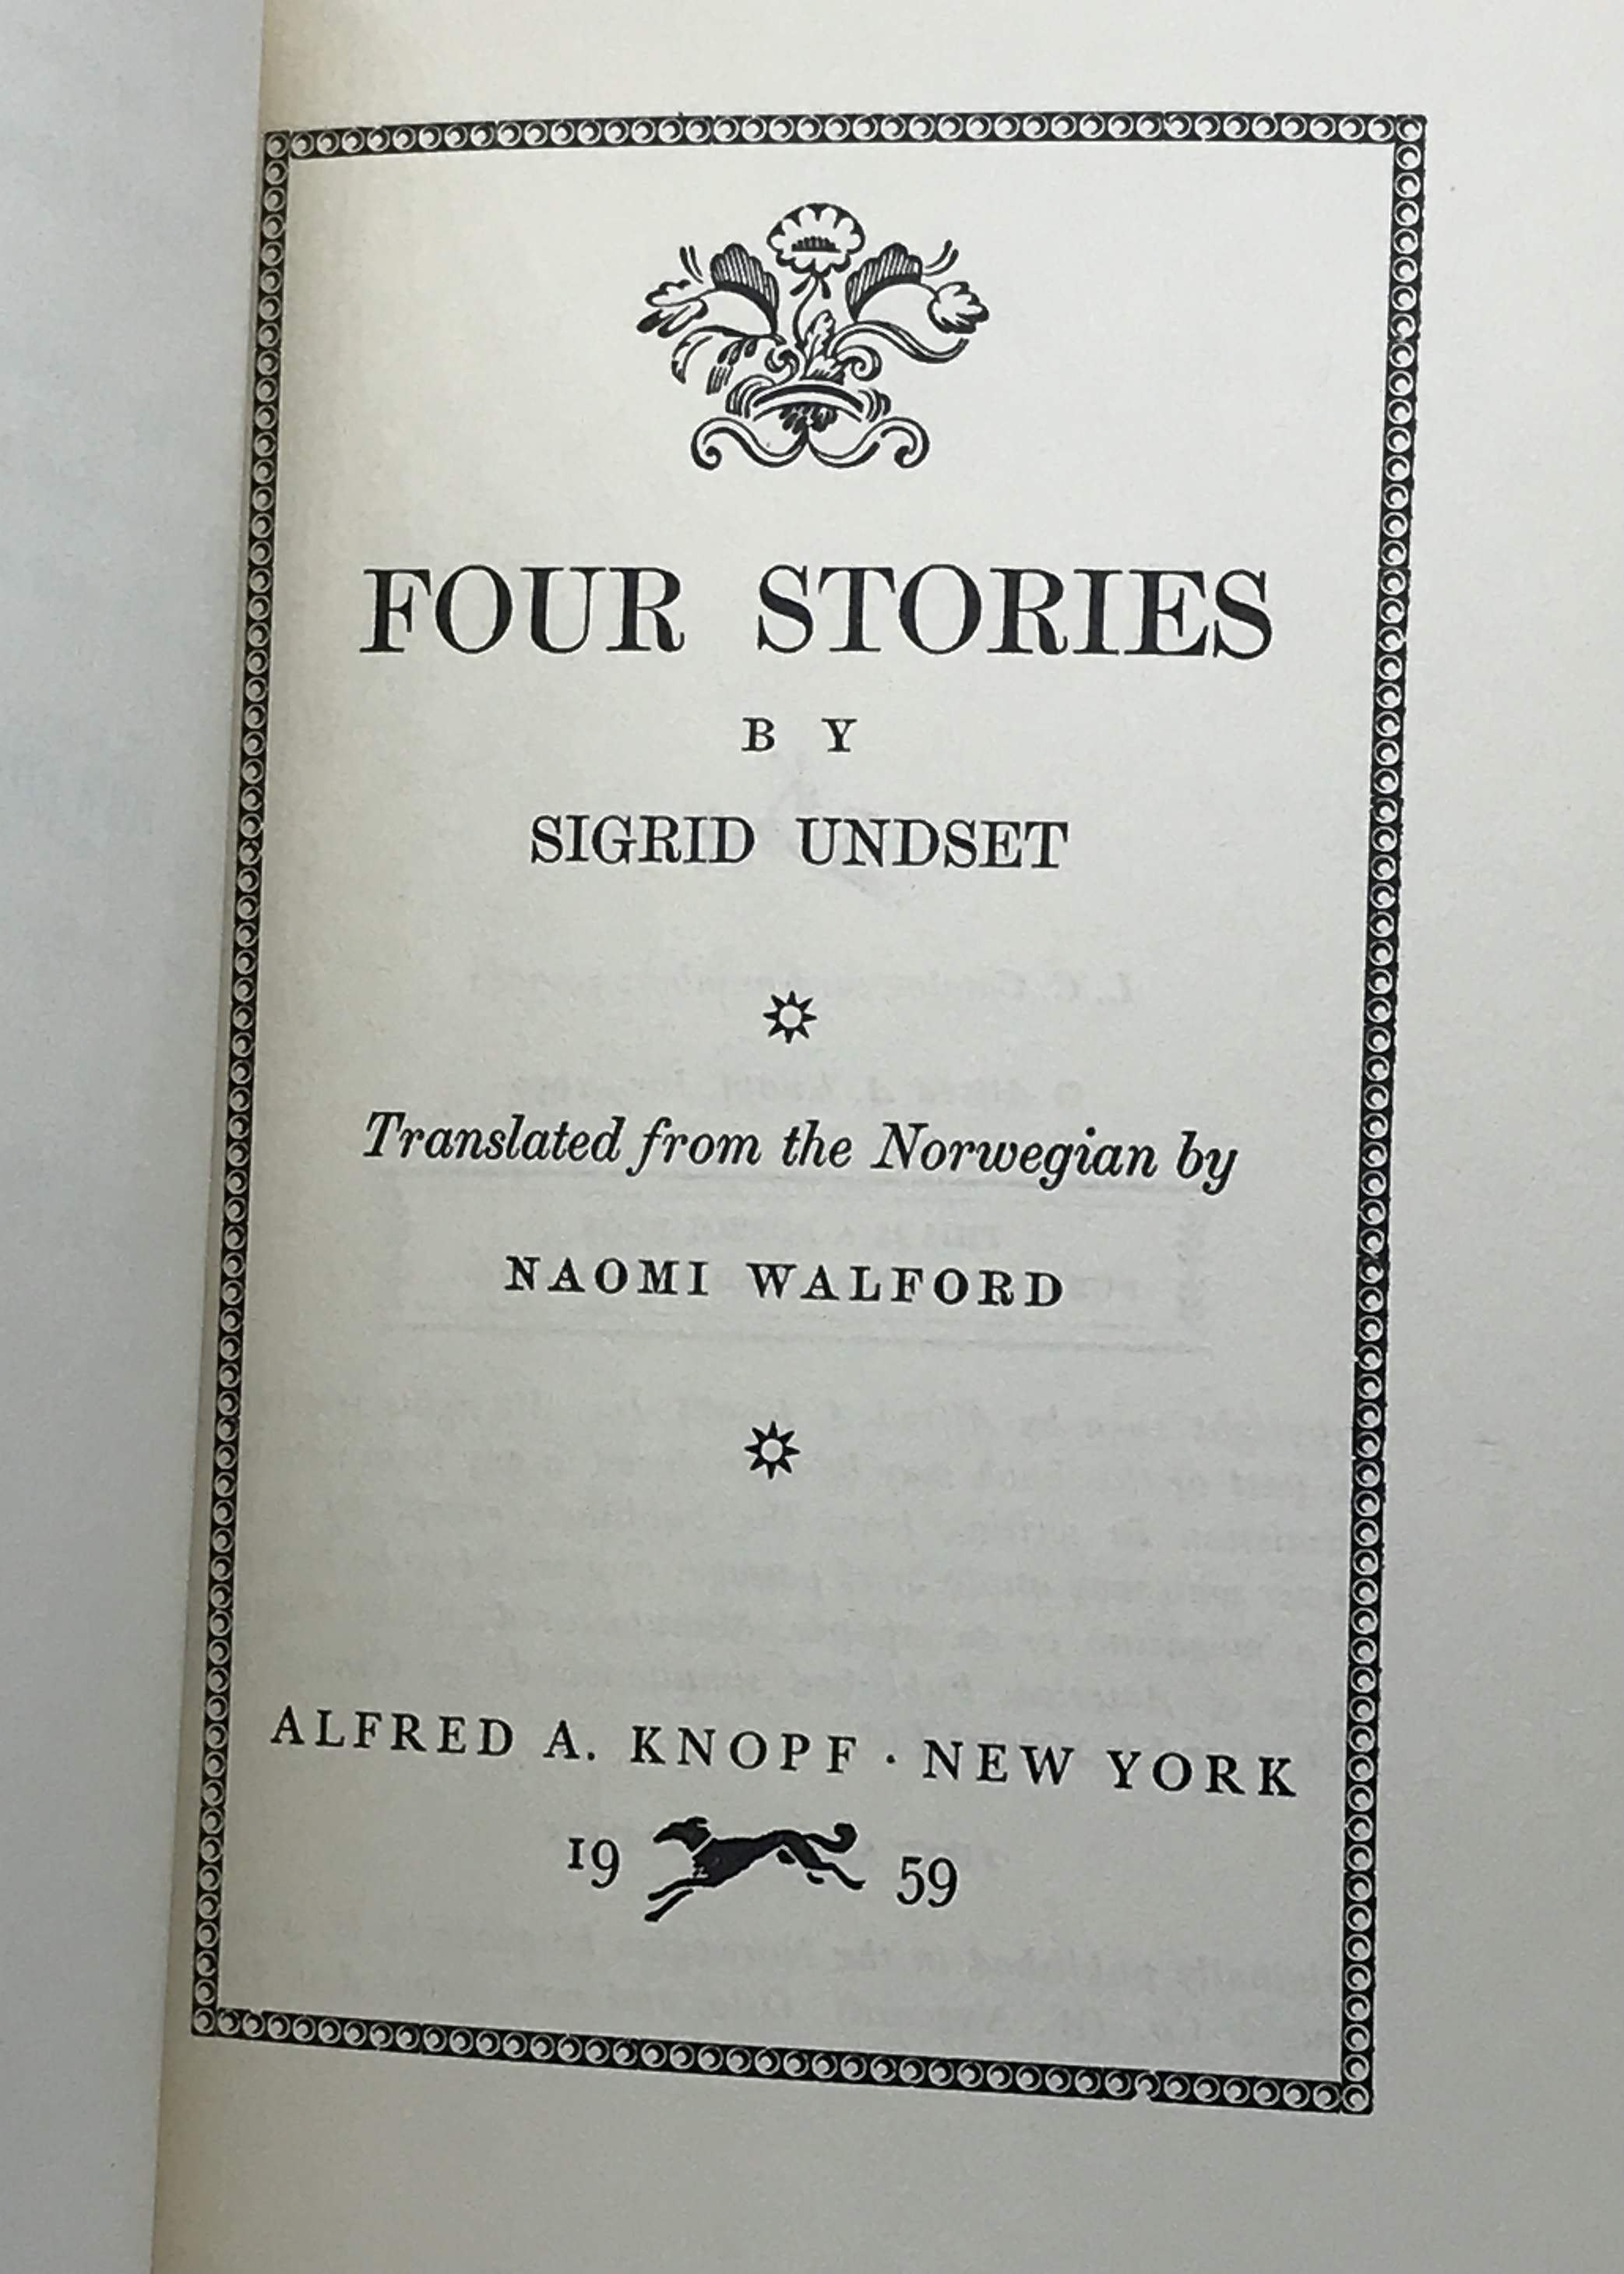 FOUR STORIES
BY
SIGRID UNDSET
Translated from the Norwegian by
NAOMI WALFORD
ALFRED A. KNOPF · NEW YORK
19 59